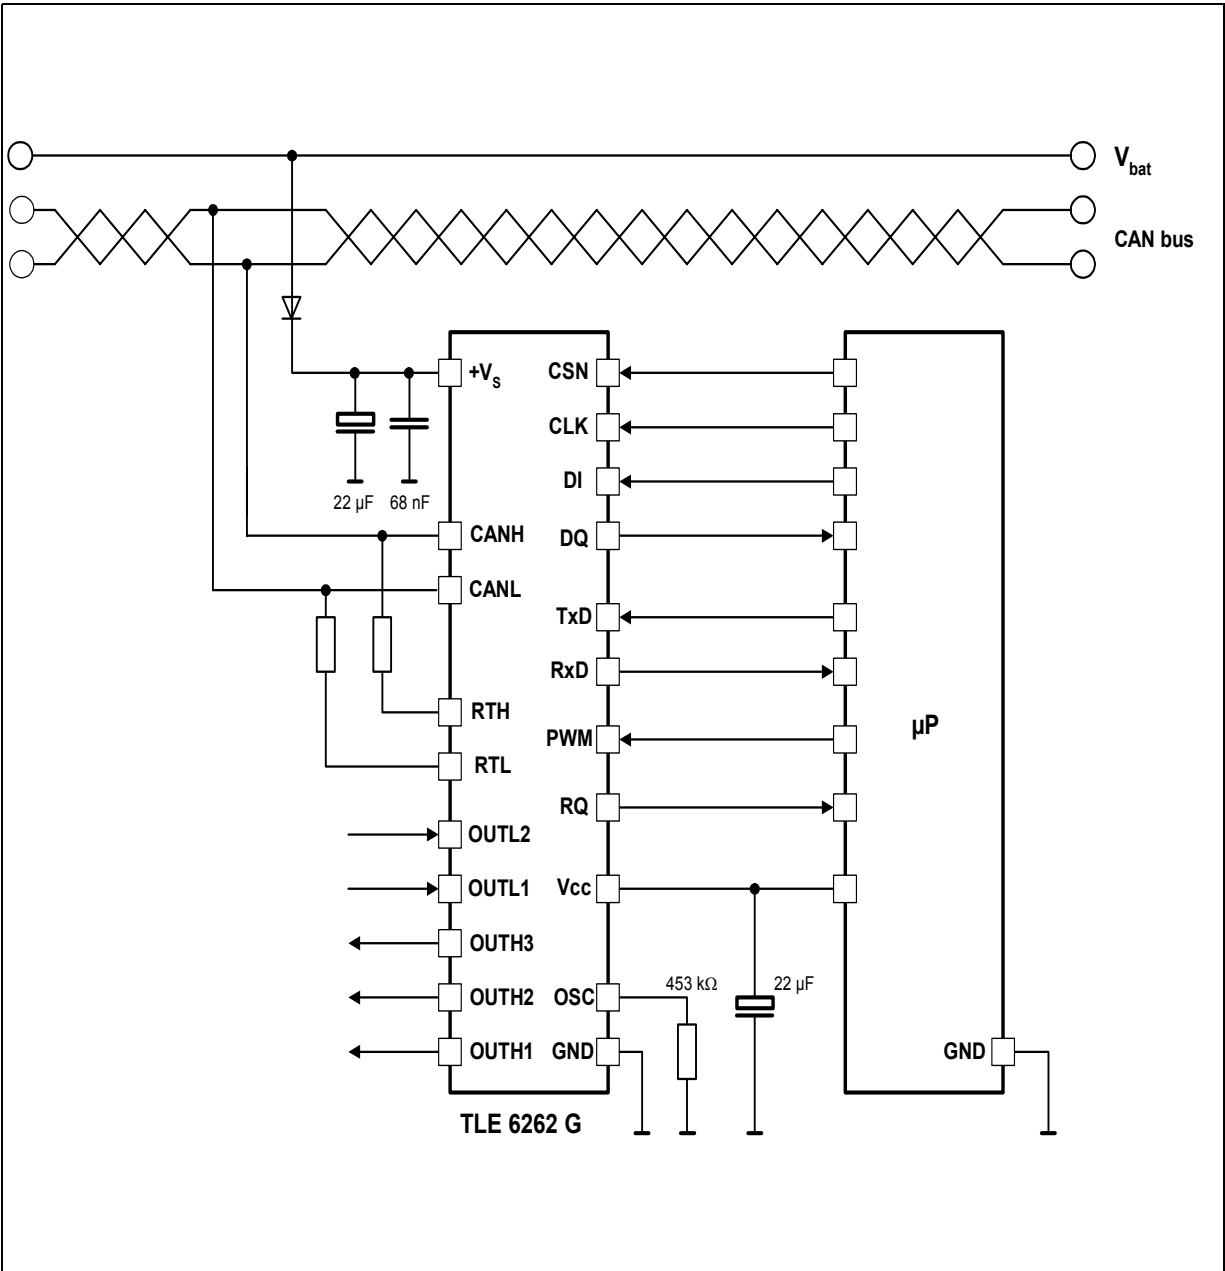 V_bat
CAN bus
+V_S
CSN
CLK
DI
22 µF
68 nF
CANH
DQ
CANL
TxD
RxD
RTH
µP
PWM
RTL
RQ
OUTL2
OUTL1
Vcc
OUTH3
453 kΩ
22 µF
OUTH2
OSC
OUTH1
GND
GND
TLE 6262 G